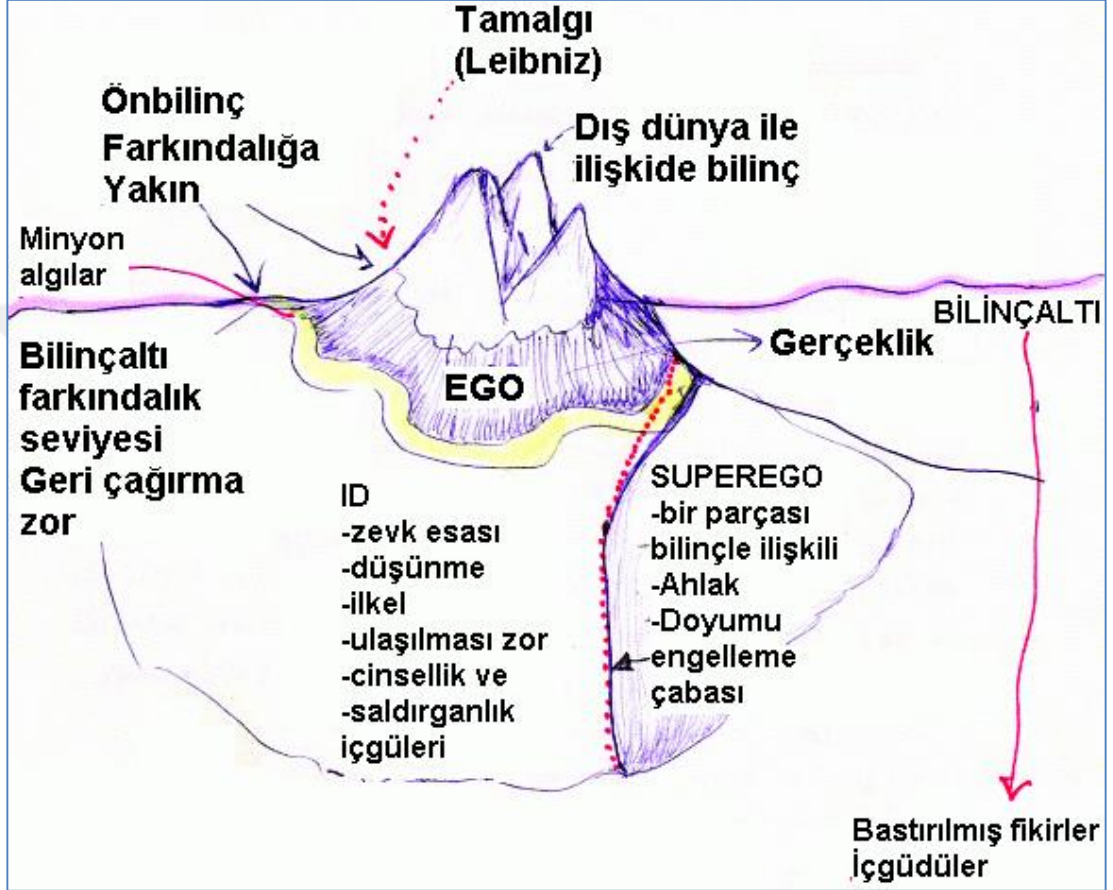 Tamalgı
(Leibniz)
Önbilinç
Farkındalığa
Yakın
Dış dünya ile
ilişkide bilinç
Minyon
algılar
BİLİNÇALTI
Gerçeklik
Bilinçaltı
farkındalık
seviyesi
Geri çağırma
zor
EGO
ID
-zevk esası
-düşünme
-ilkel
-ulaşılması zor
-cinsellik ve
-saldırganlık
içgüleri
SUPEREGO
-bir parçası
bilinçle ilişkili
-Ahlak
-Doyumu
engelleme
çabası
Bastırılmış fikirler
İçgüdüler